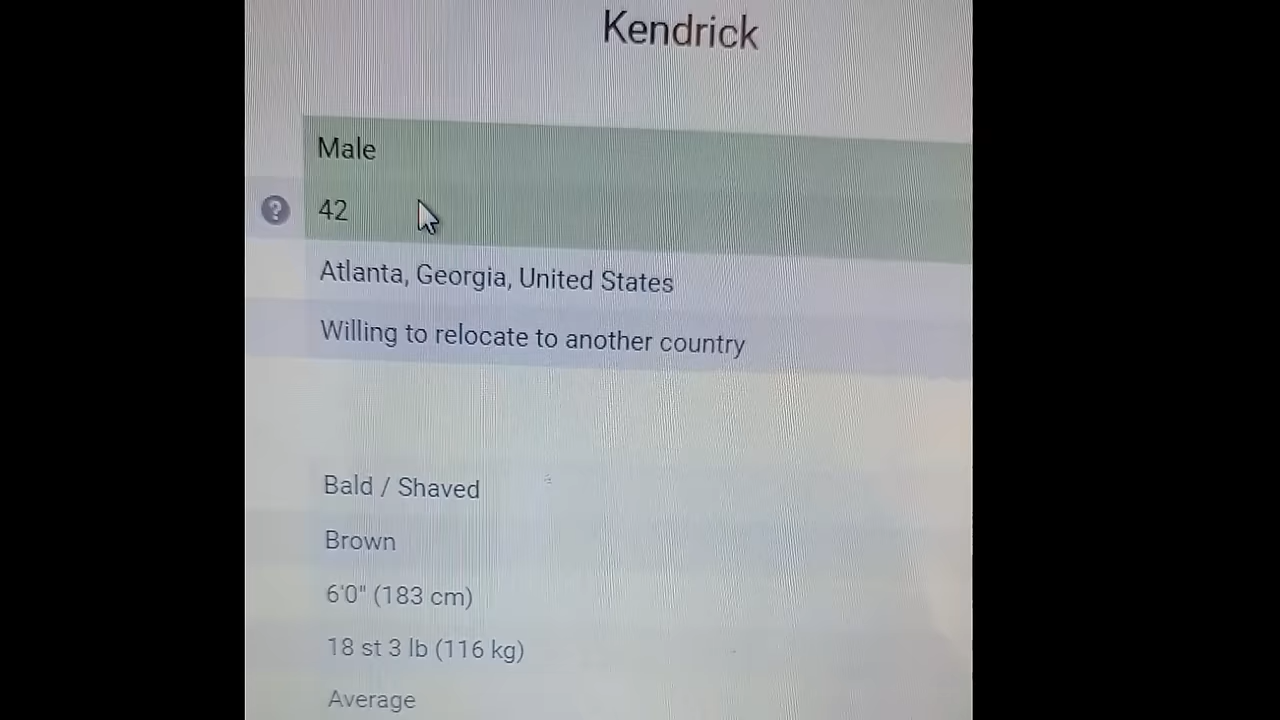 Kendrick
Male
?
42
Atlanta, Georgia, United States
Willing to relocate to another country
Bald / Shaved
Brown
6'0" (183 cm)
18 st 3 lb (116 kg)
Average